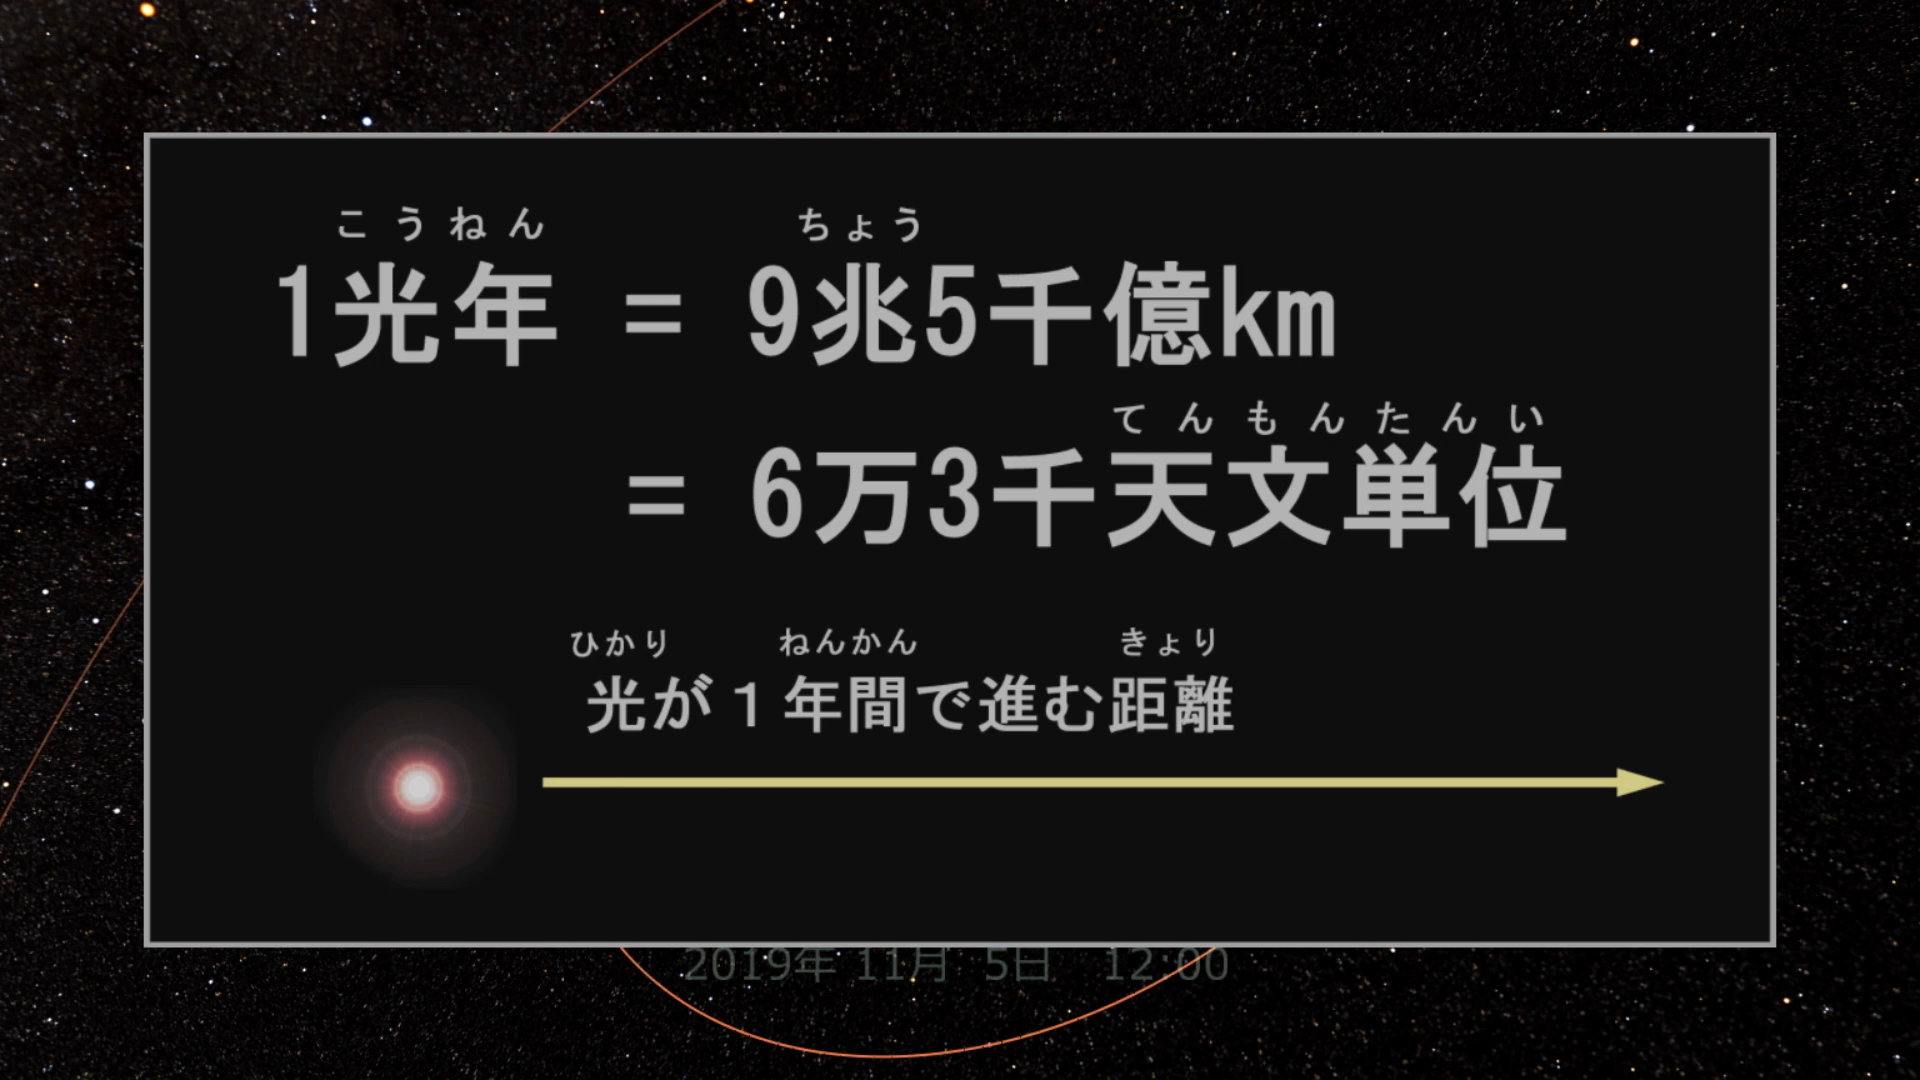 こうねん ちょう
1光年 = 9兆5千億km
てんもんたんい
= 6万3千天文単位
ひかり ねんかん きょり
光が1年間で進む距離
2019年 11月 5日 12:00